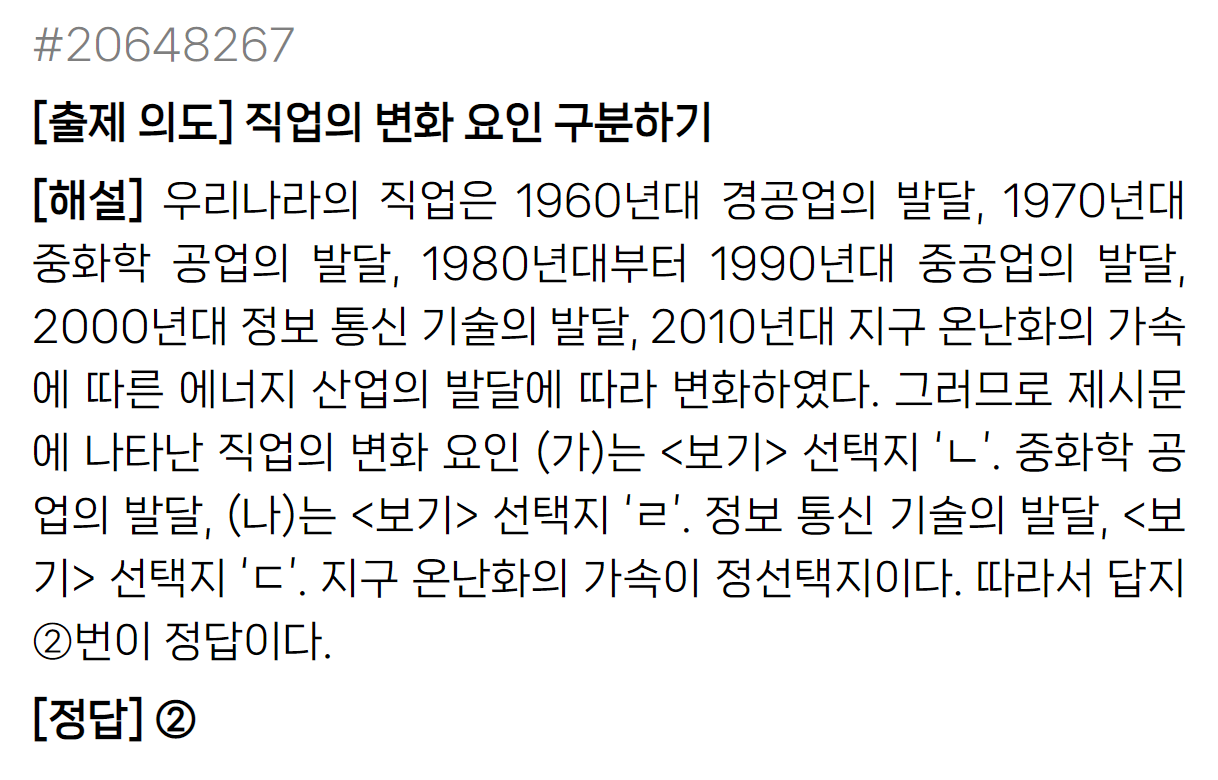 #20648267
[출제 의도] 직업의 변화 요인 구분하기
[해설] 우리나라의 직업은 1960년대 경공업의 발달, 1970년대
중화학 공업의 발달, 1980년대부터 1990년대 중공업의 발달,
2000년대 정보 통신 기술의 발달, 2010년대 지구 온난화의 가속
에 따른 에너지 산업의 발달에 따라 변화하였다. 그러므로 제시문
에 나타난 직업의 변화 요인 (가)는 <보기> 선택지 ‘ㄴ’. 중화학 공
업의 발달, (나)는 <보기> 선택지 ‘ㄹ’. 정보 통신 기술의 발달, <보
기> 선택지 ‘ㄷ’. 지구 온난화의 가속이 정선택지이다. 따라서 답지
②번이 정답이다.
[정답] ②